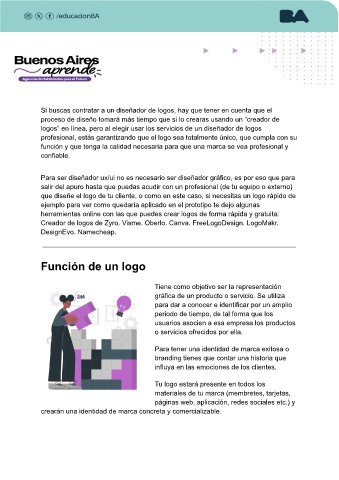 /educacionBA
BA
Buenos Aires
aprende
Agencia de Habilidades para el Futuro
Si buscas contratar a un diseñador de logos, hay que tener en cuenta que el
proceso de diseño tomará más tiempo que si lo crearas usando un “creador de
logos” en línea, pero al elegir usar los servicios de un diseñador de logos
profesional, estás garantizando que el logo sea totalmente único, que cumpla con su
función y que tenga la calidad necesaria para que una marca se vea profesional y
confiable.
Para ser diseñador ux/ui no es necesario ser diseñador gráfico, es por eso que para
salir del apuro hasta que puedas acudir con un profesional (de tu equipo o externo)
que diseñe el logo de tu cliente, o como en este caso, si necesitas un logo rápido de
ejemplo para ver como quedaría aplicado en el prototipo te dejo algunas
herramientas online con las que puedes crear logos de forma rápida y gratuita:
Creador de logos de Zyro. Visme. Oberlo. Canva. FreeLogoDesign. LogoMakr.
DesignEvo. Namecheap.
Función de un logo
Tiene como objetivo ser la representación
gráfica de un producto o servicio. Se utiliza
para dar a conocer e identificar por un amplio
periodo de tiempo, de tal forma que los
usuarios asocien a esa empresa los productos
o servicios ofrecidos por ella.
Para tener una identidad de marca exitosa o
branding tienes que contar una historia que
influya en las emociones de los clientes.
Tu logo estará presente en todos los
materiales de tu marca (membretes, tarjetas,
páginas web, aplicación, redes sociales etc.) y
crearán una identidad de marca concreta y comercializable.